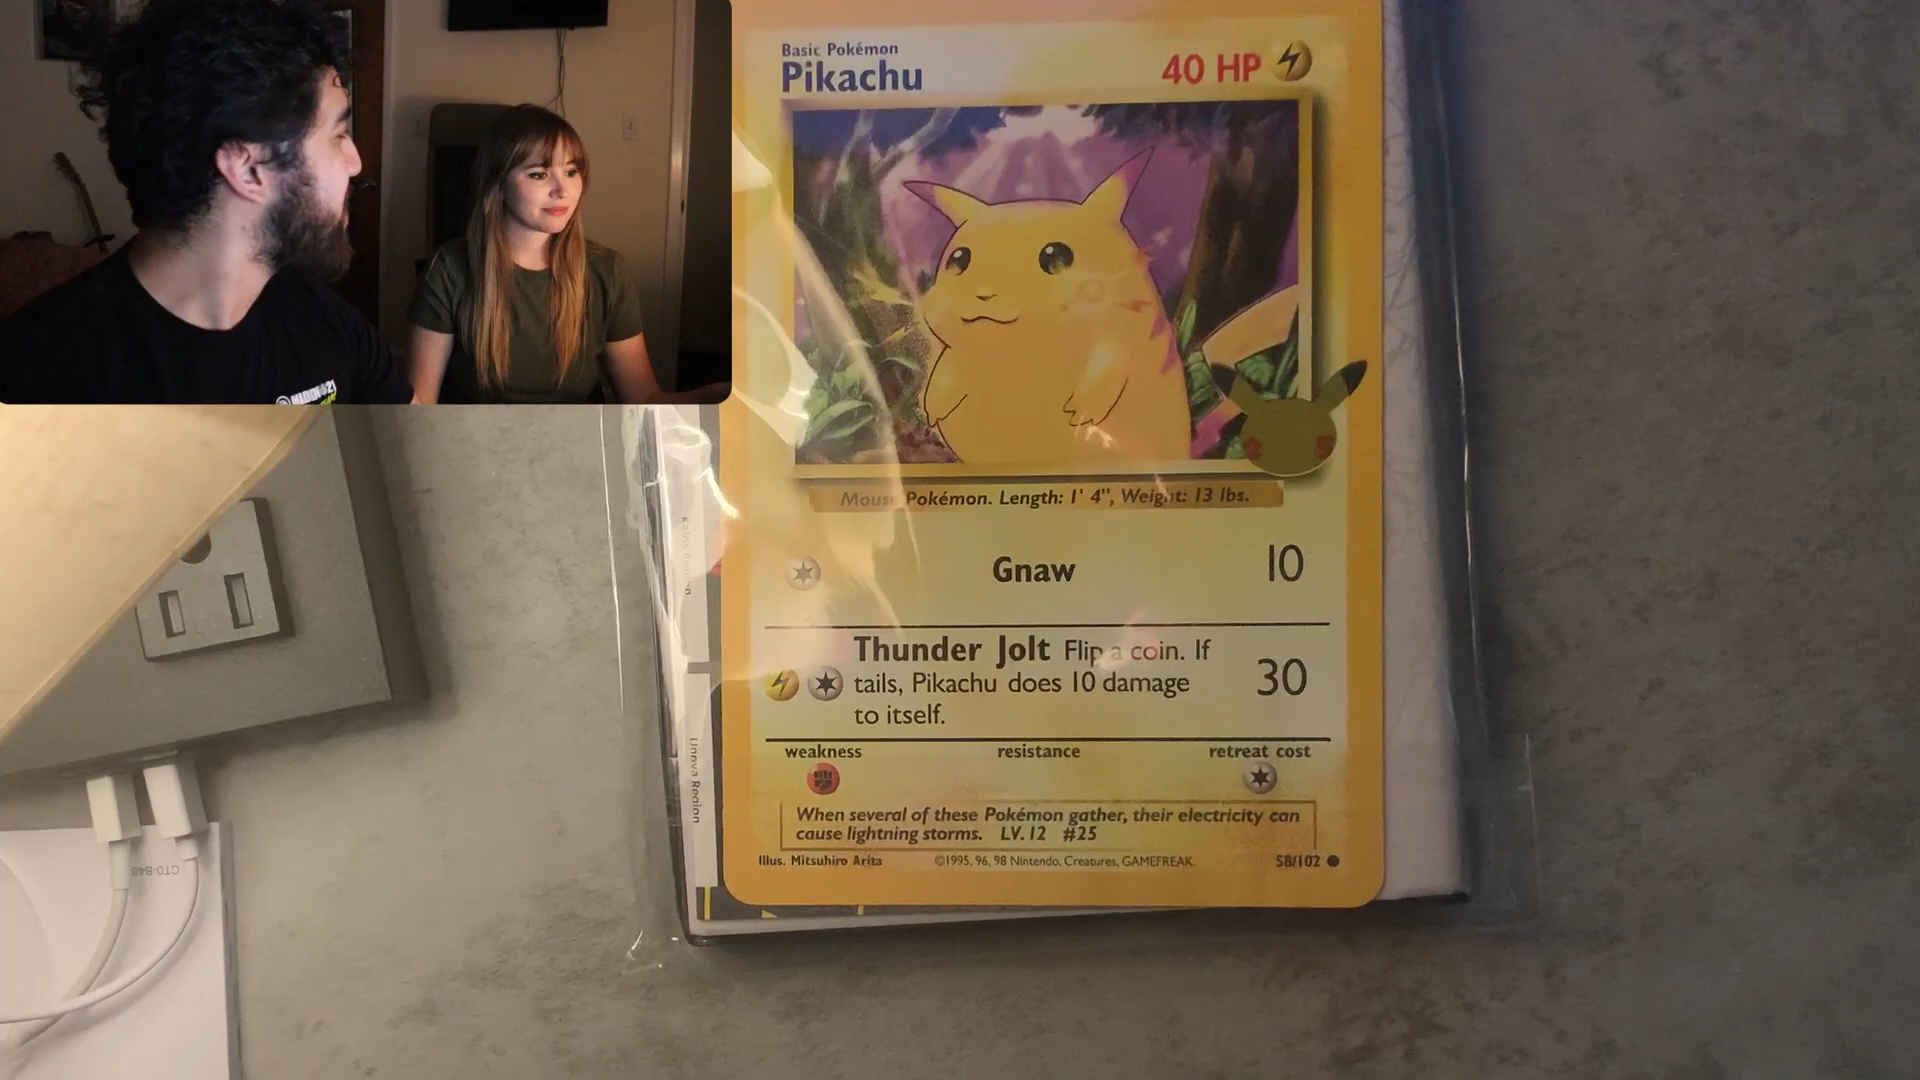 Basic Pokémon
Pikachu
40 HP
Mouse Pokémon. Length: 1' 4", Weight: 13 lbs.
Gnaw 10
Thunder Jolt Flip a coin. If
tails, Pikachu does 10 damage
to itself.
30
weakness resistance retreat cost
When several of these Pokémon gather, their electricity can
cause lightning storms. LV. 12 #25
Illus. Mitsuhiro Arita ©1995, 96, 98 Nintendo, Creatures, GAMEFREAK. 58/102
Unova Region